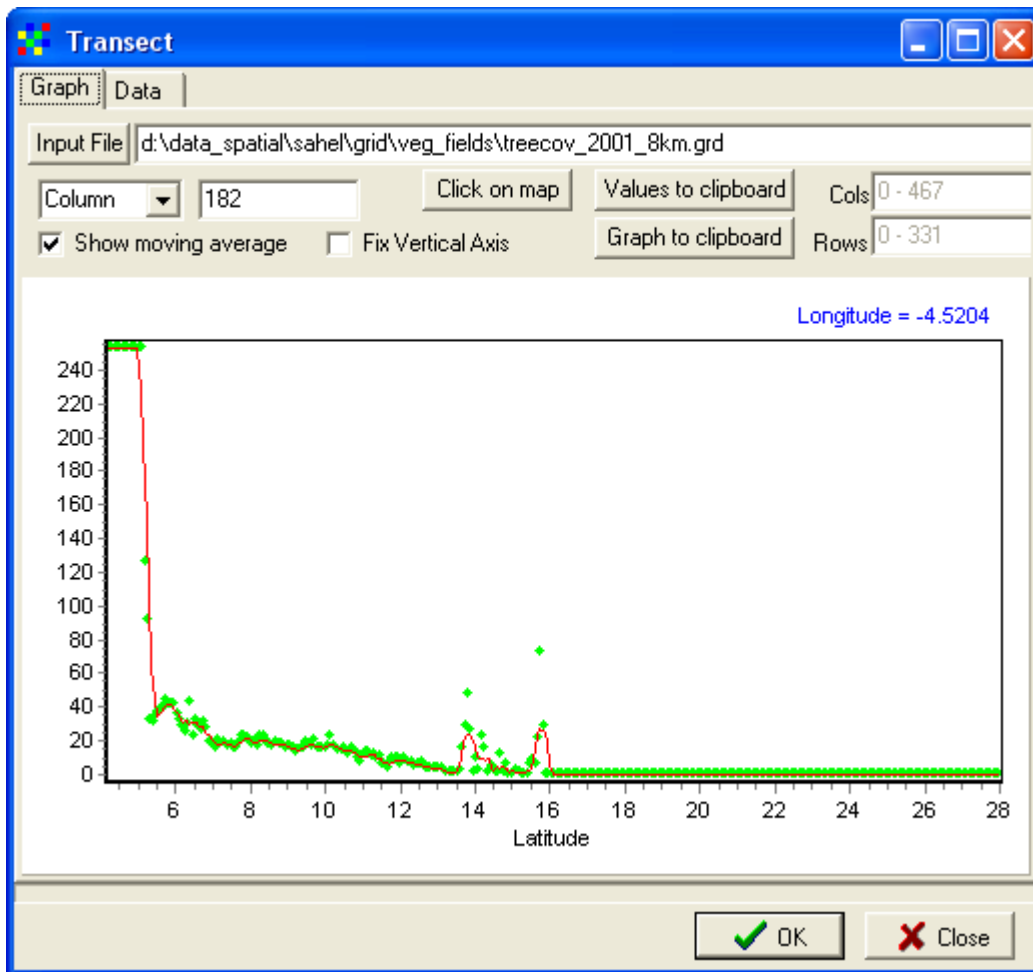 Transect
Graph Data
Input File d:\data_spatial\sahel\grid\veg_fields\treecov_2001_8km.grd
Column 182 Click on map Values to clipboard Cols 0 - 467
Show moving average Fix Vertical Axis Graph to clipboard Rows 0 - 331
Longitude = -4.5204
240
220
200
180
160
140
120
100
80
60
40
20
0
6 8 10 12 14 16 18 20 22 24 26 28
Latitude
OK Close